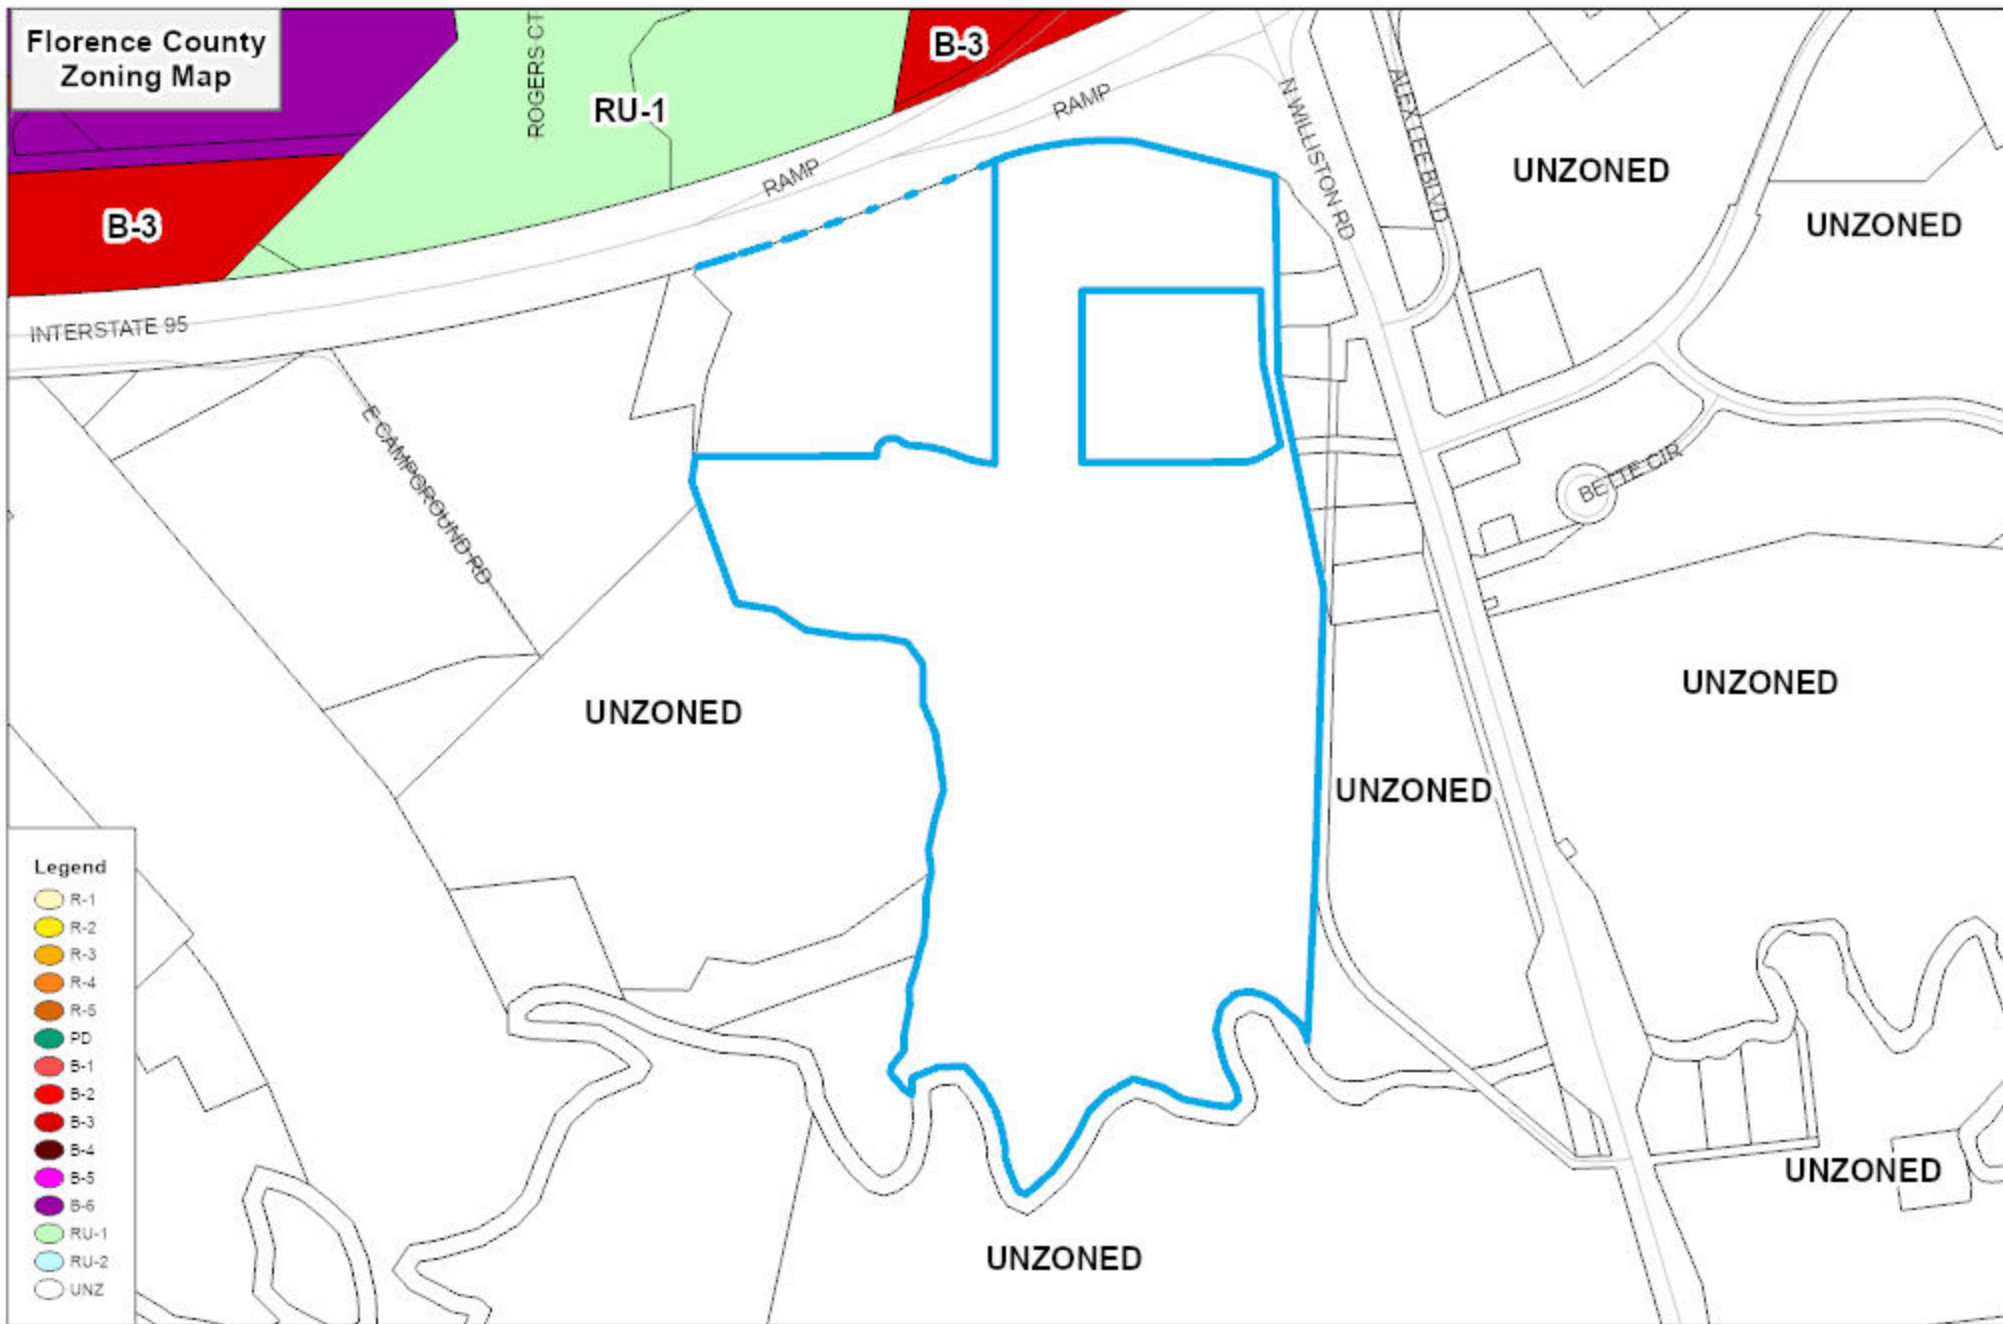 Florence County
Zoning Map
B-3
ROGERS CT
RU-1
RAMP
RAMP
N WILLISTON RD
ALEX LEE BLVD
UNZONED
UNZONED
B-3
INTERSTATE 95
E CAMPGROUND RD
BETTE CIR
UNZONED
UNZONED
UNZONED
UNZONED
UNZONED
Legend
R-1
R-2
R-3
R-4
R-5
PD
B-1
B-2
B-3
B-4
B-5
B-6
RU-1
RU-2
UNZ